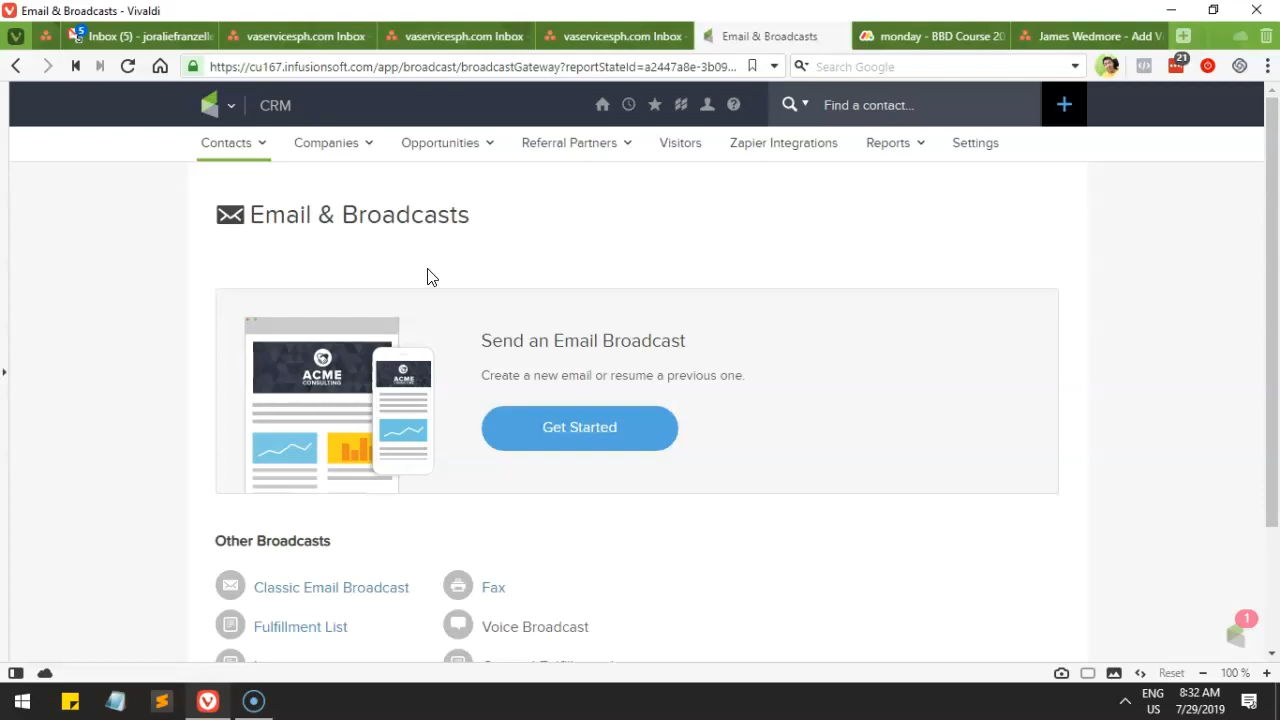 Email & Broadcasts - Vivaldi
5
Inbox (5) - joraliefranzelle
vaservicesph.com Inbox
vaservicesph.com Inbox
vaservicesph.com Inbox
Email & Broadcasts
monday - BBD Course 20
James Wedmore - Add V
https://cu167.infusionsoft.com/app/broadcast/broadcastGateway?reportStateId=a2447a8e-3b09...
Search Google
21
CRM
Find a contact...
Contacts
Companies
Opportunities
Referral Partners
Visitors
Zapier Integrations
Reports
Settings
Email & Broadcasts
ACME
CONSULTING
ACME
CONSULTING
Send an Email Broadcast
Create a new email or resume a previous one.
Get Started
Other Broadcasts
Classic Email Broadcast
Fax
Fulfillment List
Voice Broadcast
1
Reset
100 %
ENG
US
8:32 AM
7/29/2019